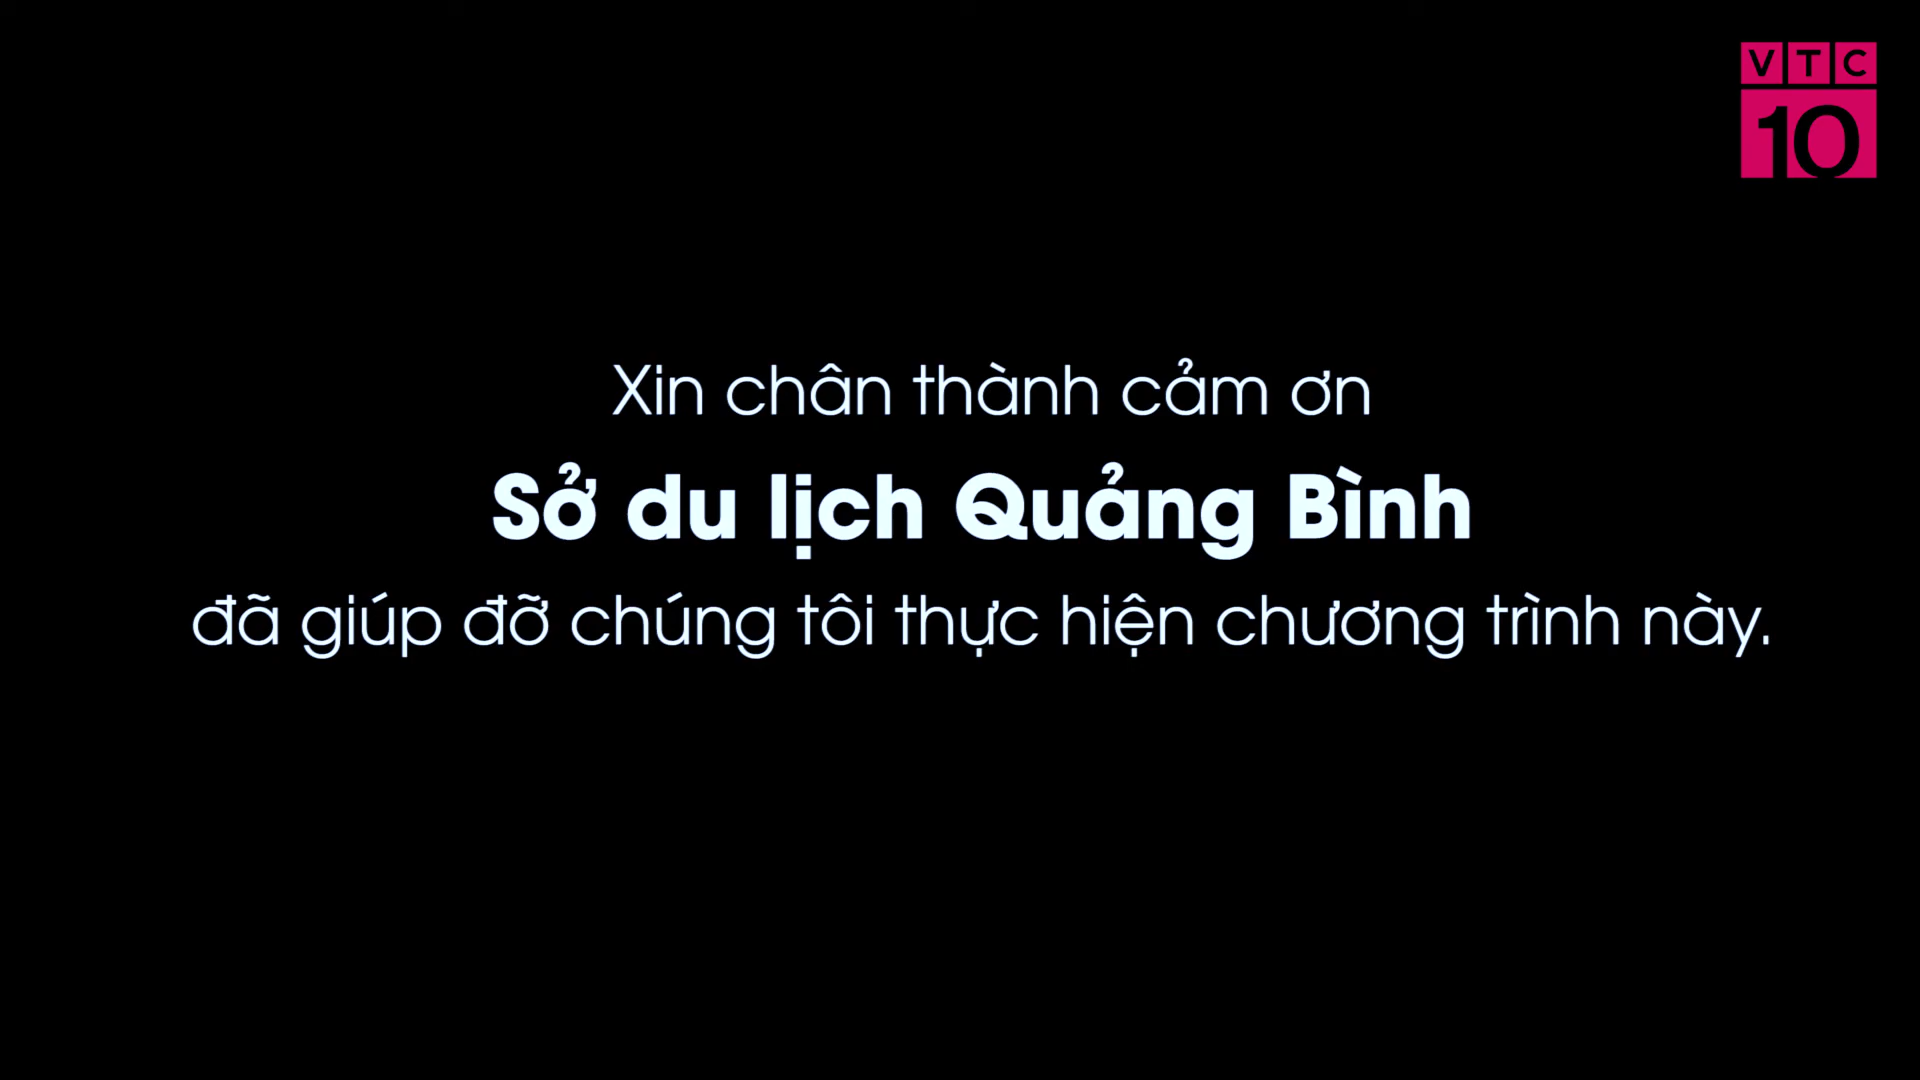 VTC
10
Xin chân thành cảm ơn
Sở du lịch Quảng Bình
đã giúp đỡ chúng tôi thực hiện chương trình này.